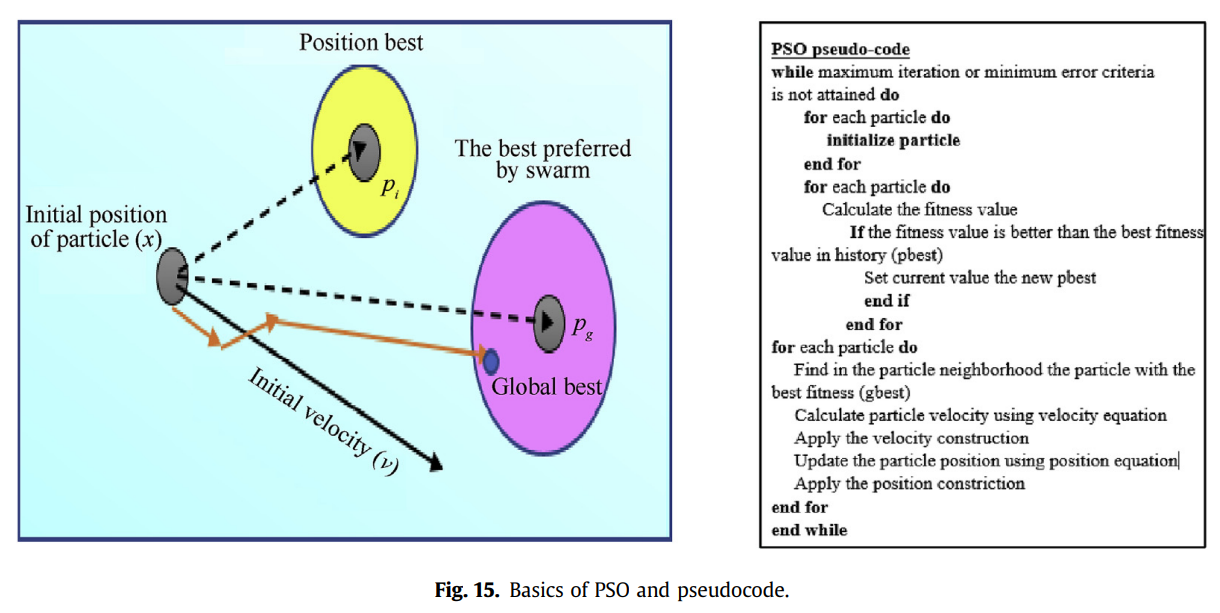 Position best
p_i
The best preferred
by swarm
Initial position
of particle (x)
p_g
Global best
Initial velocity (v)
PSO pseudo-code
while maximum iteration or minimum error criteria
is not attained do
for each particle do
initialize particle
end for
for each particle do
Calculate the fitness value
If the fitness value is better than the best fitness
value in history (pbest)
Set current value the new pbest
end if
end for
for each particle do
Find in the particle neighborhood the particle with the
best fitness (gbest)
Calculate particle velocity using velocity equation
Apply the velocity construction
Update the particle position using position equation
Apply the position constriction
end for
end while
Fig. 15. Basics of PSO and pseudocode.